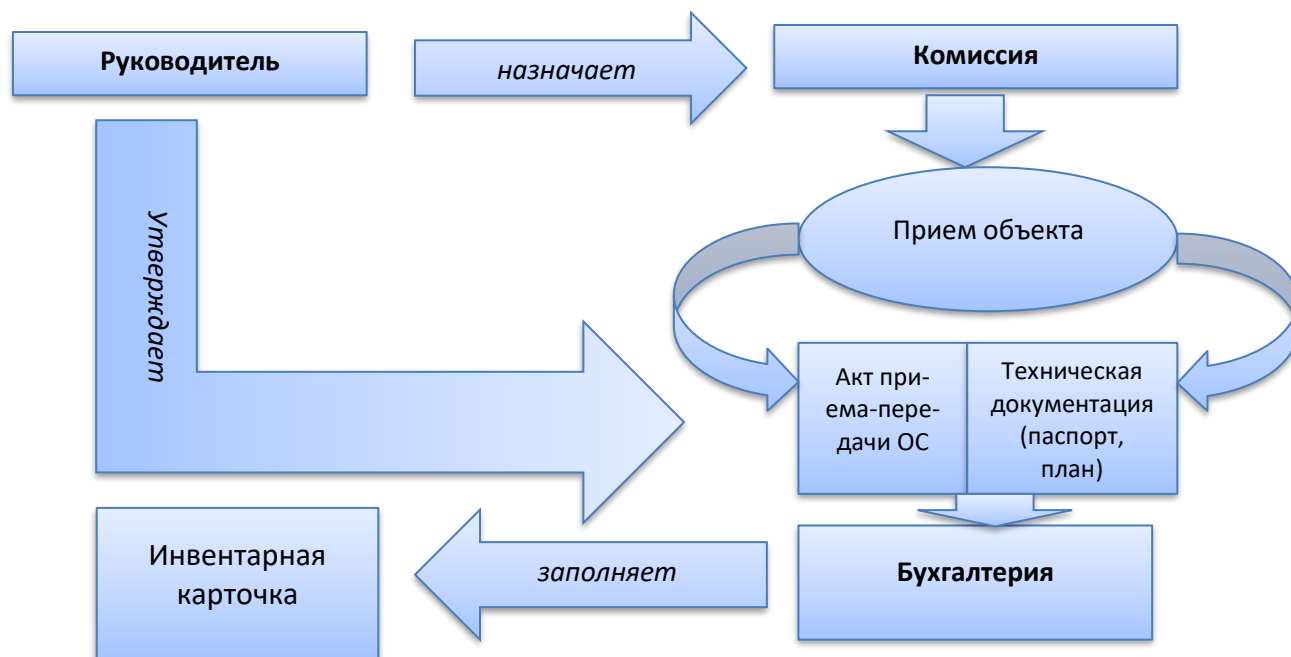 Руководитель
назначает
Комиссия
Прием объекта
Утверждает
Акт при-
ема-пере-
дачи ОС
Техническая
документация
(паспорт,
план)
Инвентарная
карточка
заполняет
Бухгалтерия